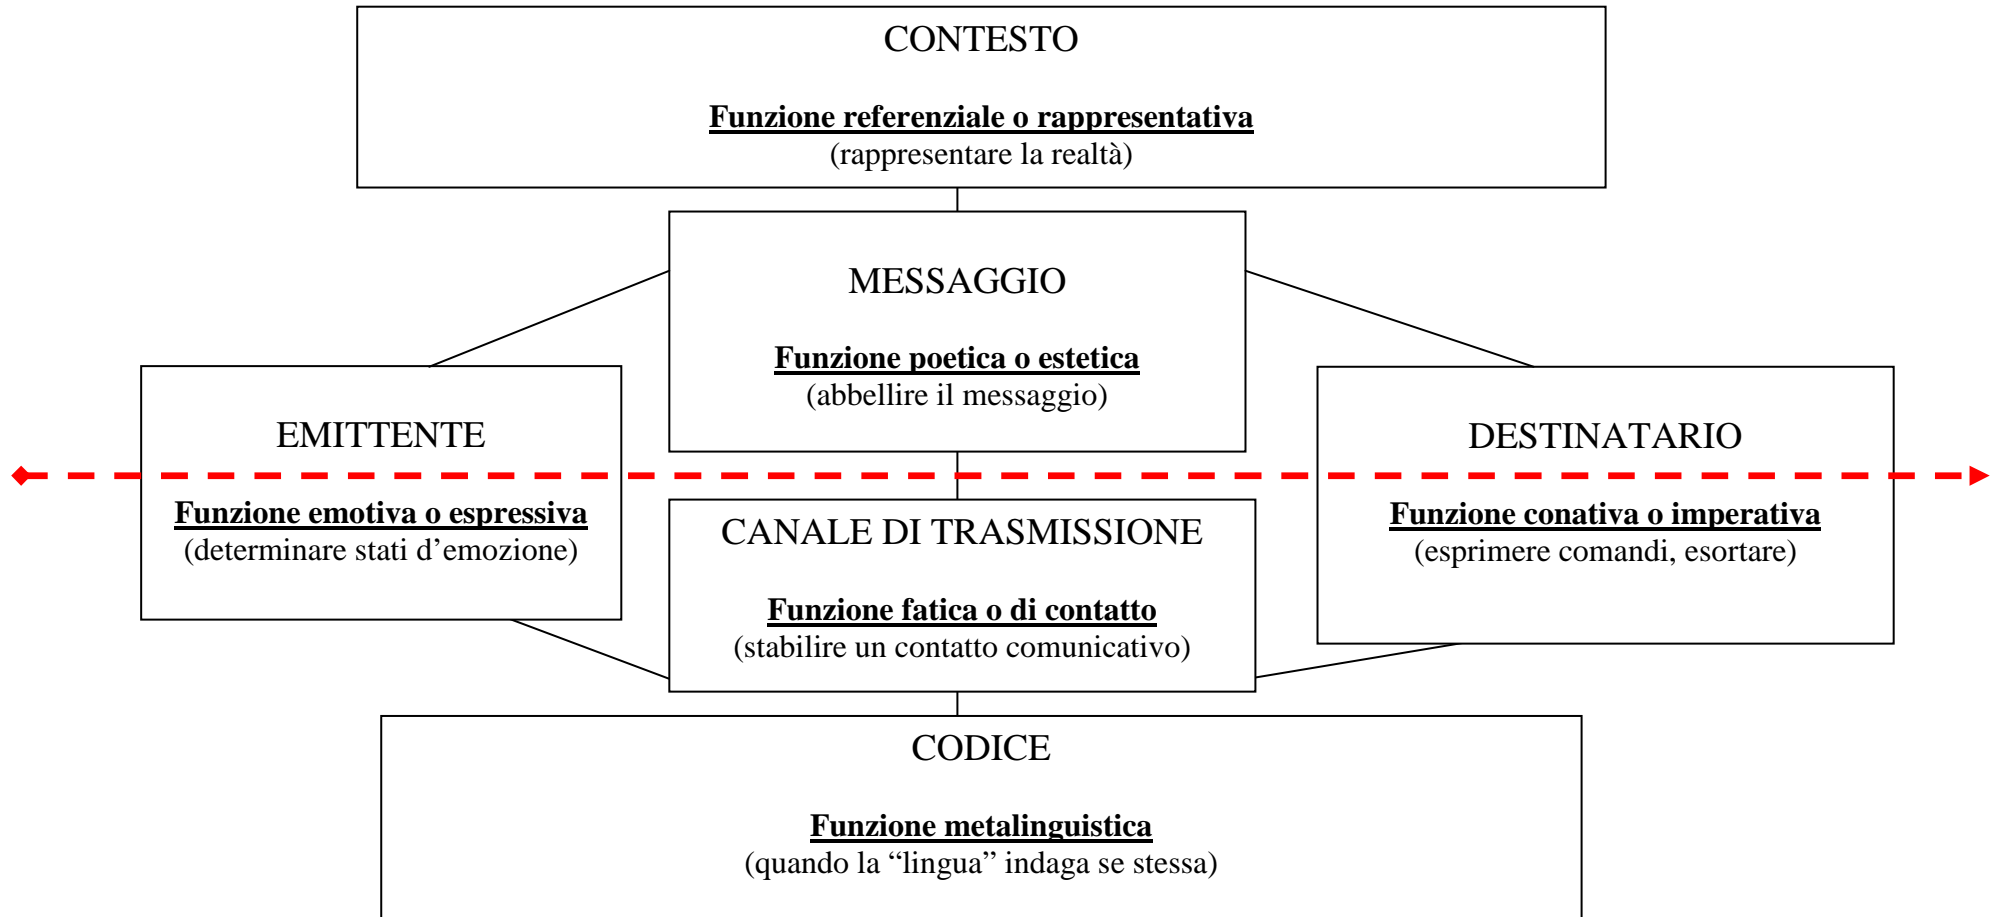 CONTESTO
Funzione referenziale o rappresentativa
(rappresentare la realtà)
MESSAGGIO
Funzione poetica o estetica
(abbellire il messaggio)
EMITTENTE
Funzione emotiva o espressiva
(determinare stati d’emozione)
DESTINATARIO
Funzione conativa o imperativa
(esprimere comandi, esortare)
CANALE DI TRASMISSIONE
Funzione fatica o di contatto
(stabilire un contatto comunicativo)
CODICE
Funzione metalinguistica
(quando la “lingua” indaga se stessa)